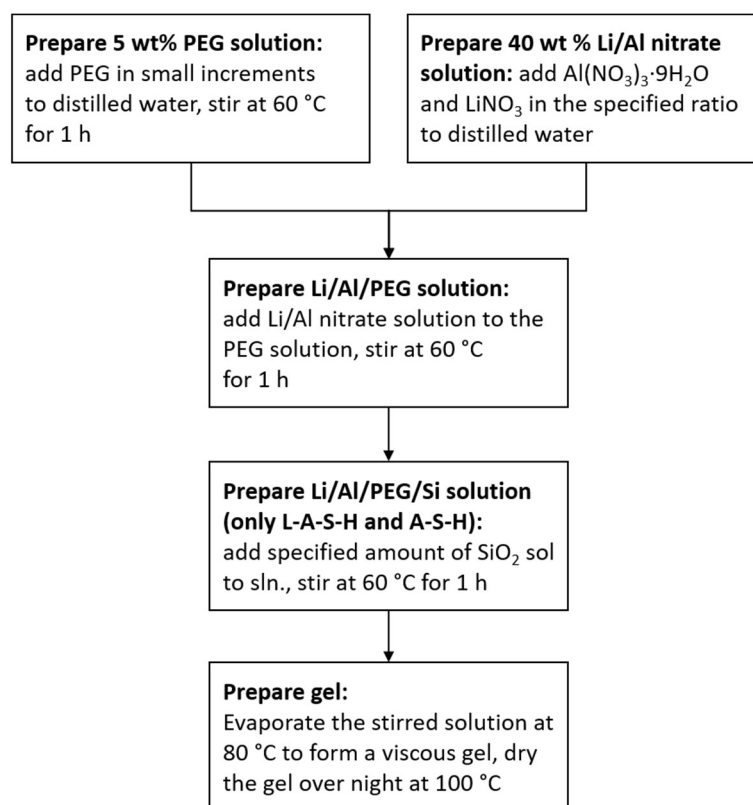 Prepare 5 wt% PEG solution:
add PEG in small increments
to distilled water, stir at 60 °C
for 1 h
Prepare 40 wt % Li/Al nitrate
solution: add Al(NO₃)₃·9H₂O
and LiNO₃ in the specified ratio
to distilled water
Prepare Li/Al/PEG solution:
add Li/Al nitrate solution to the
PEG solution, stir at 60 °C
for 1 h
Prepare Li/Al/PEG/Si solution
(only L-A-S-H and A-S-H):
add specified amount of SiO₂ sol
to sln., stir at 60 °C for 1 h
Prepare gel:
Evaporate the stirred solution at
80 °C to form a viscous gel, dry
the gel over night at 100 °C